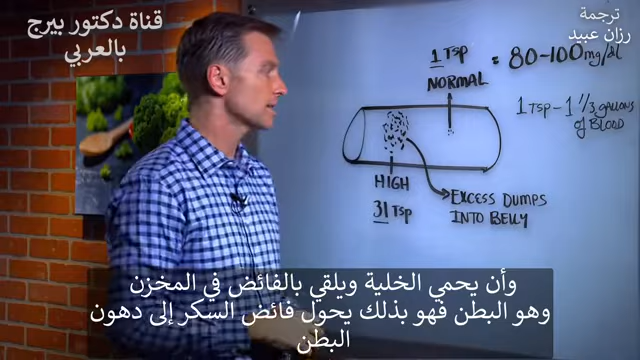 قناة دكتور بيرج
بالعربي
ترجمة
رزان عبيد
1 TSP = 80-100 mg/dl
NORMAL
1 TSP - 1 1/3 GALLONS
OF BLOOD
HIGH
31 TSP
EXCESS DUMPS
INTO BELLY
وأن يحمي الخلية ويلقي بالفائض في المخزن
وهو البطن فهو بذلك يحول فائض السكر إلى دهون
البطن